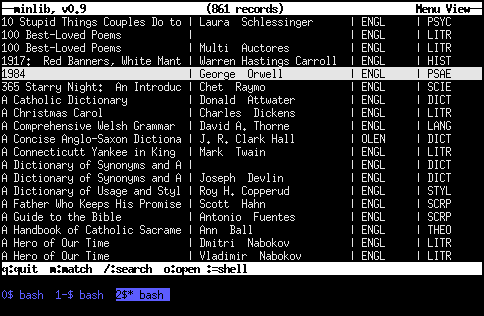 minlib, v0.9 (861 records) Menu View
10 Stupid Things Couples Do to | Laura Schlessinger | ENGL | PSYC
100 Best-Loved Poems | | ENGL | LITR
100 Best-Loved Poems | Multi Auctores | ENGL | LITR
1917: Red Banners, White Mant | Warren Hastings Carroll | ENGL | HIST
1984 | George Orwell | ENGL | PSAE
365 Starry Night: An Introduc | Chet Raymo | ENGL | SCIE
A Catholic Dictionary | Donald Attwater | ENGL | DICT
A Christmas Carol | Charles Dickens | ENGL | LITR
A Comprehensive Welsh Grammar | David A. Thorne | ENGL | LANG
A Concise Anglo-Saxon Dictiona | J. R. Clark Hall | OLEN | DICT
A Connecticutt Yankee in King | Mark Twain | ENGL | LITR
A Dictionary of Synonyms and A | | ENGL | DICT
A Dictionary of Synonyms and A | Joseph Devlin | ENGL | DICT
A Dictionary of Usage and Styl | Roy H. Copperud | ENGL | STYL
A Father Who Keeps His Promise | Scott Hahn | ENGL | SCRP
A Guide to the Bible | Antonio Fuentes | ENGL | SCRP
A Handbook of Catholic Sacrame | Ann Ball | ENGL | THEO
A Hero of Our Time | Dmitri Nabokov | ENGL | LITR
A Hero of Our Time | Vladimir Nabokov | ENGL | LITR
q:quit m:match /:search o:open :=shell
0$ bash 1-$ bash 2$* bash